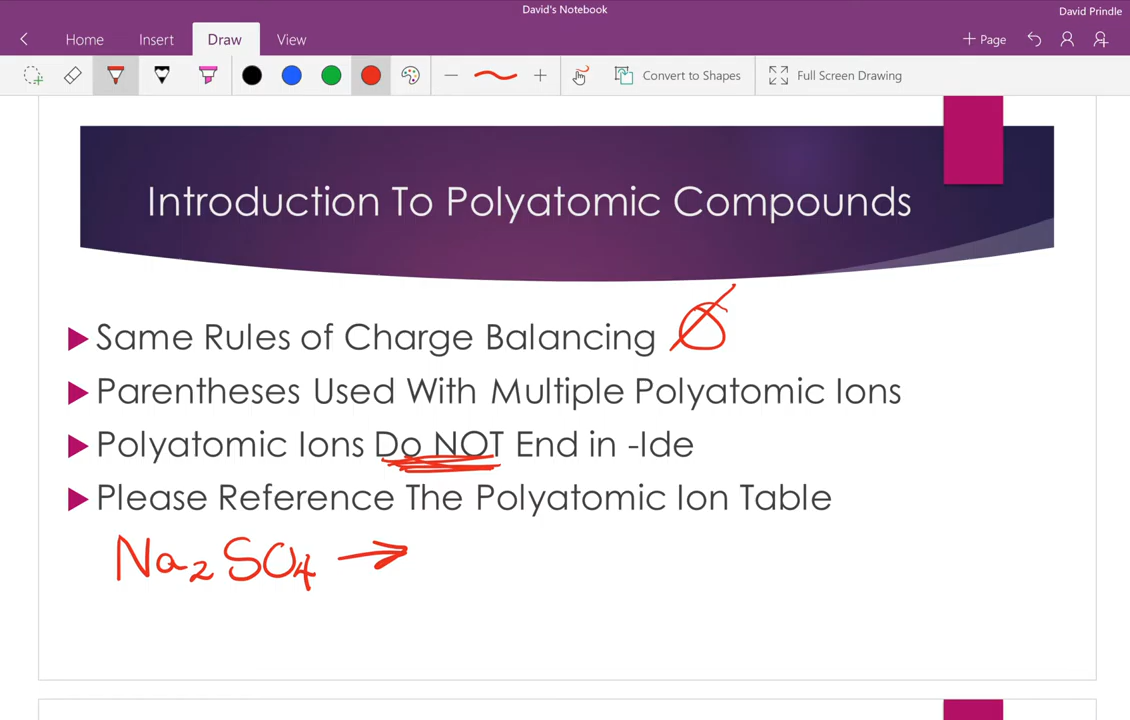 David's Notebook
David Prindle
Home Insert Draw View
Page
Convert to Shapes Full Screen Drawing
Introduction To Polyatomic Compounds
Same Rules of Charge Balancing
Parentheses Used With Multiple Polyatomic Ions
Polyatomic Ions Do NOT End in -Ide
Please Reference The Polyatomic Ion Table
Na₂SO₄ →